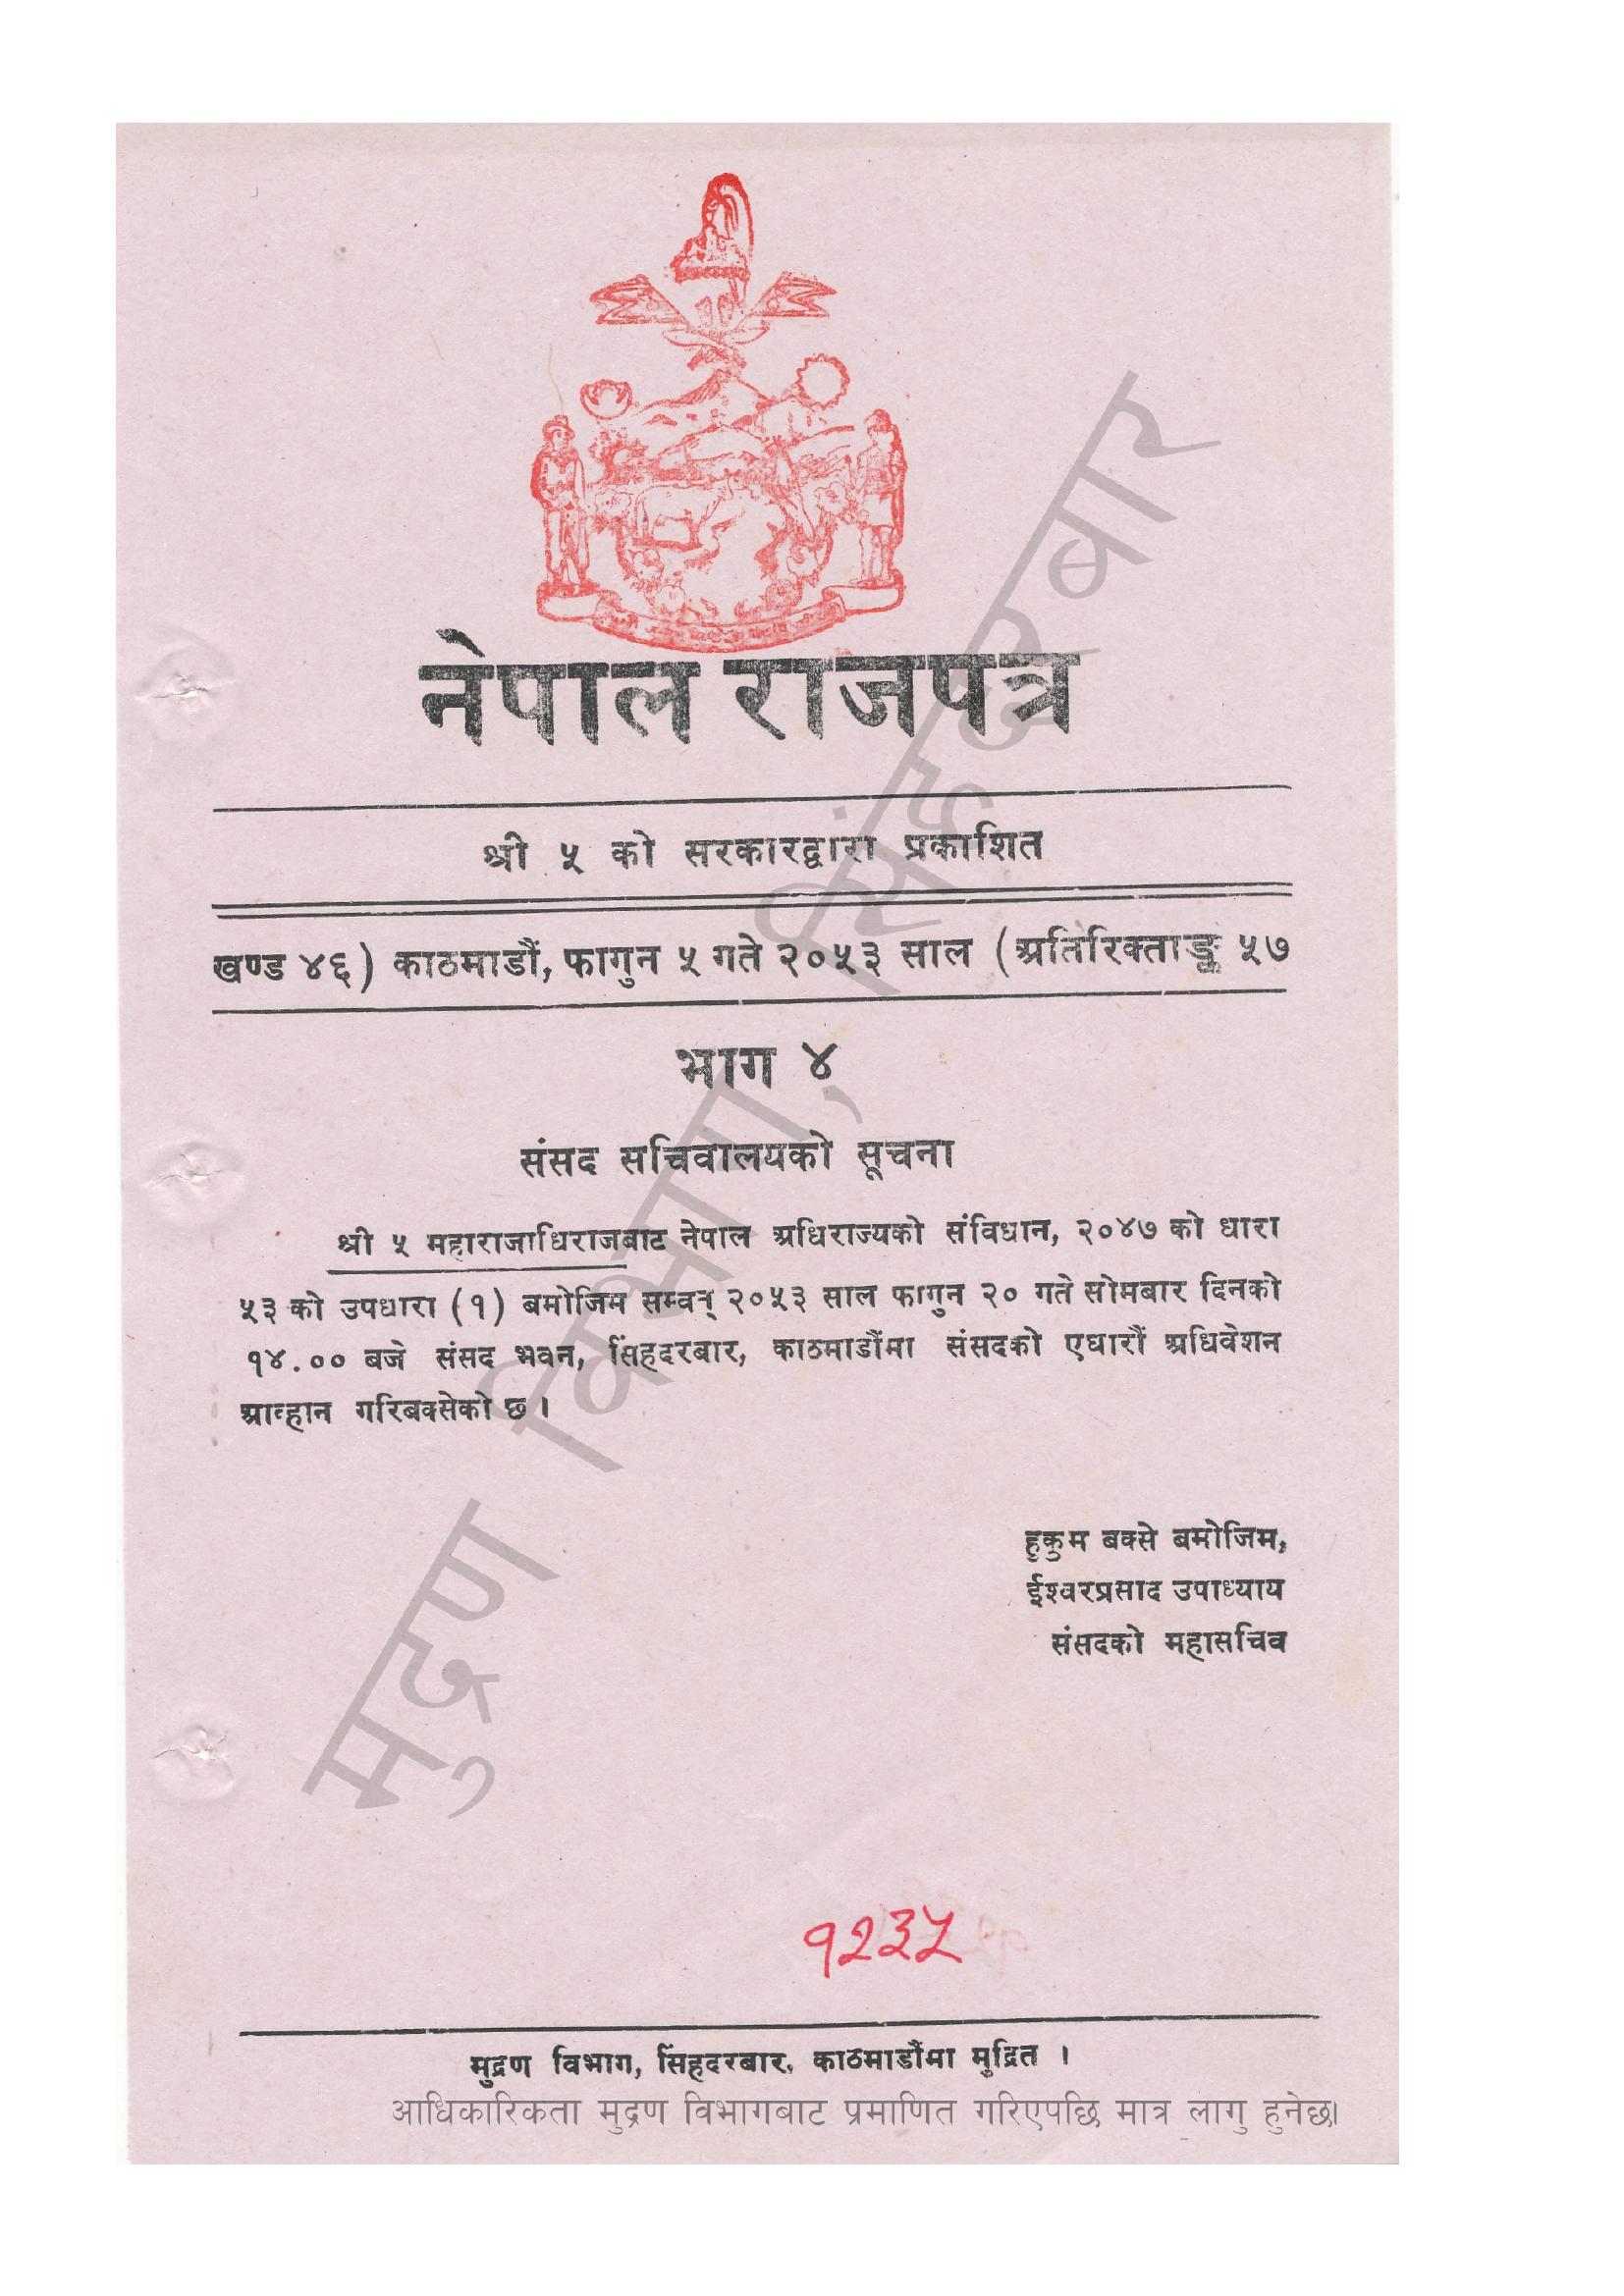 नेपाल राजपत्र
श्री ५ को सरकारद्वारा प्रकाशित
खण्ड ४६) काठमाडौं, फागुन ५ गते २०५३ साल (अतिरिक्ताङ्क ५७
भाग ४
संसद सचिवालयको सूचना
श्री ५ महाराजाधिराजबाट नेपाल अधिराज्यको संविधान, २०४७ को धारा
५३ को उपधारा (१) बमोजिम सम्वत् २०५३ साल फागुन २० गते सोमबार दिनको
१४.०० बजे संसद भवन, सिंहदरबार, काठमाडौंमा संसदको एघारौं अधिवेशन
आव्हान गरिबक्सेको छ ।
हुकुम बक्से बमोजिम,
ईश्वरप्रसाद उपाध्याय
संसदको महासचिव
१२३५
मुद्रण विभाग, सिंहदरबार, काठमाडौंमा मुद्रित ।
आधिकारिकता मुद्रण विभागबाट प्रमाणित गरिएपछि मात्र लागु हुनेछ।
मुद्रण विभाग, सिंहदरबार